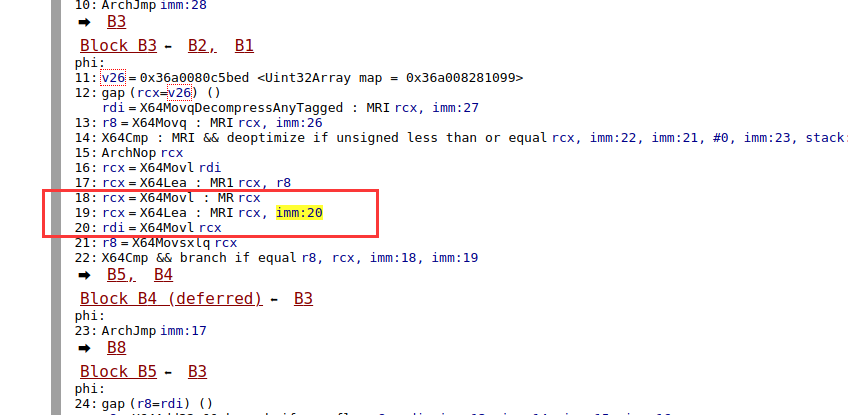 10: ArchJmp imm:28
➡ B3
Block B3 ← B2, B1
phi:
11: v26 = 0x36a0080c5bed <Uint32Array map = 0x36a008281099>
12: gap (rcx=v26) ()
rdi = X64MovqDecompressAnyTagged : MRI rcx, imm:27
13: r8 = X64Movq : MRI rcx, imm:26
14: X64Cmp : MRI && deoptimize if unsigned less than or equal rcx, imm:22, imm:21, #0, imm:23, stack:
15: ArchNop rcx
16: rcx = X64Movl rdi
17: rcx = X64Lea : MR1 rcx, r8
18: rcx = X64Movl : MR rcx
19: rcx = X64Lea : MRI rcx, imm:20
20: rdi = X64Movl rcx
21: r8 = X64Movsxlq rcx
22: X64Cmp && branch if equal r8, rcx, imm:18, imm:19
➡ B5, B4
Block B4 (deferred) ← B3
phi:
23: ArchJmp imm:17
➡ B8
Block B5 ← B3
phi:
24: gap (r8=rdi) ()